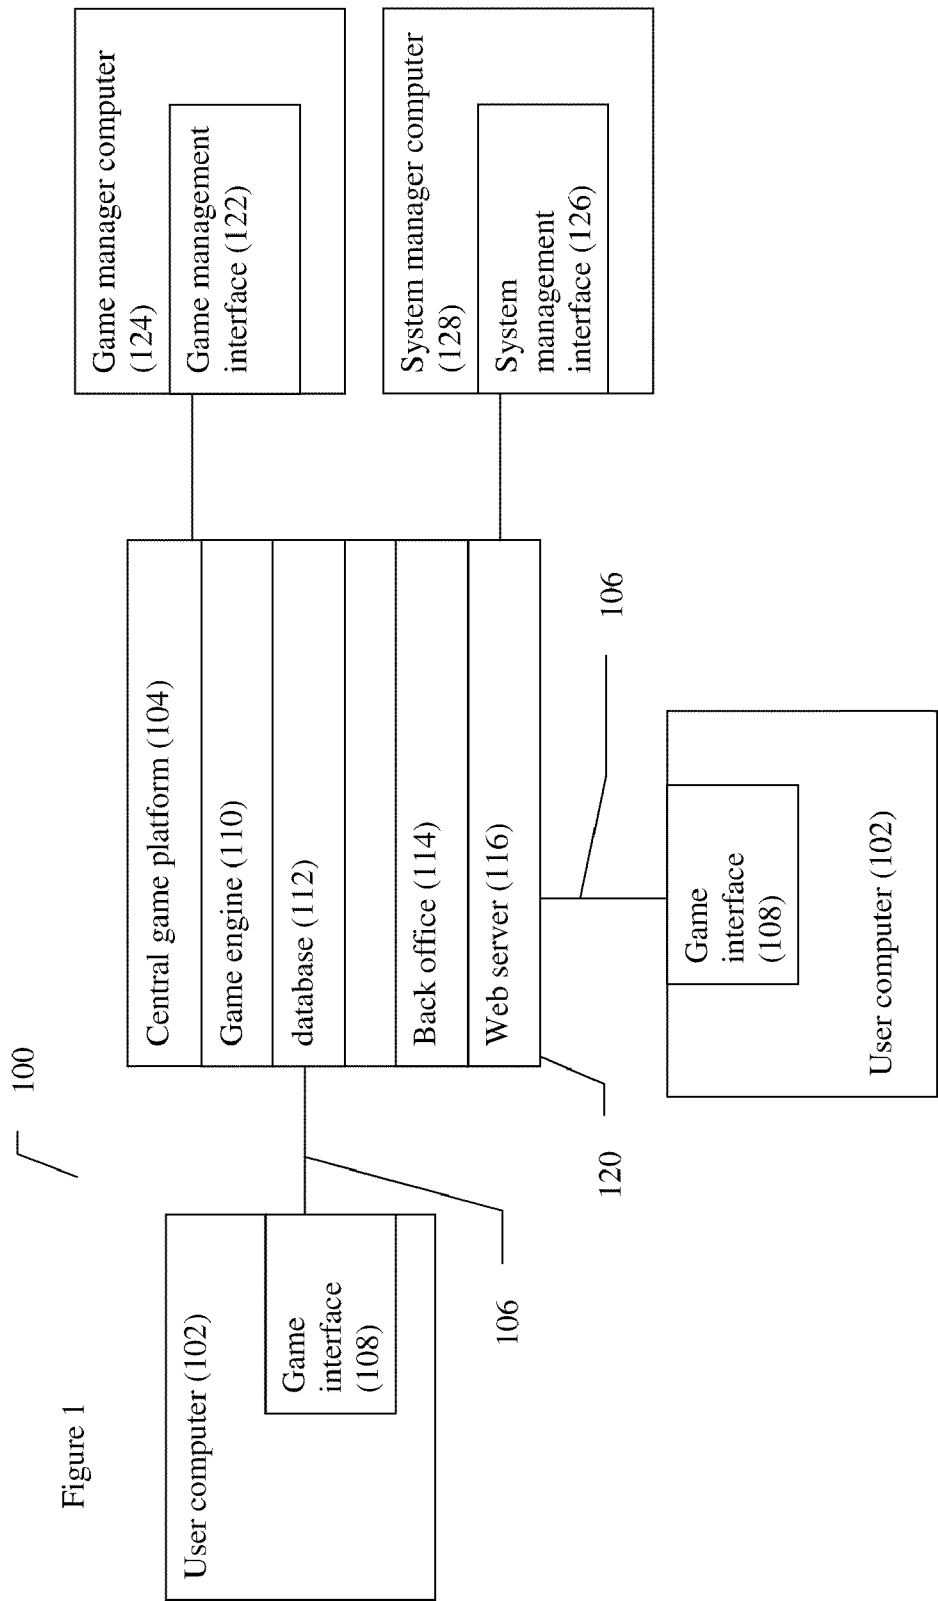 Figure 1
100
User computer (102)
Game
interface
(108)
106
Central game platform (104)
Game engine (110)
database (112)
Back office (114)
Web server (116)
120
106
Game manager computer
(124)
Game management
interface (122)
System manager computer
(128)
System
management
interface (126)
Game
interface
(108)
User computer (102)